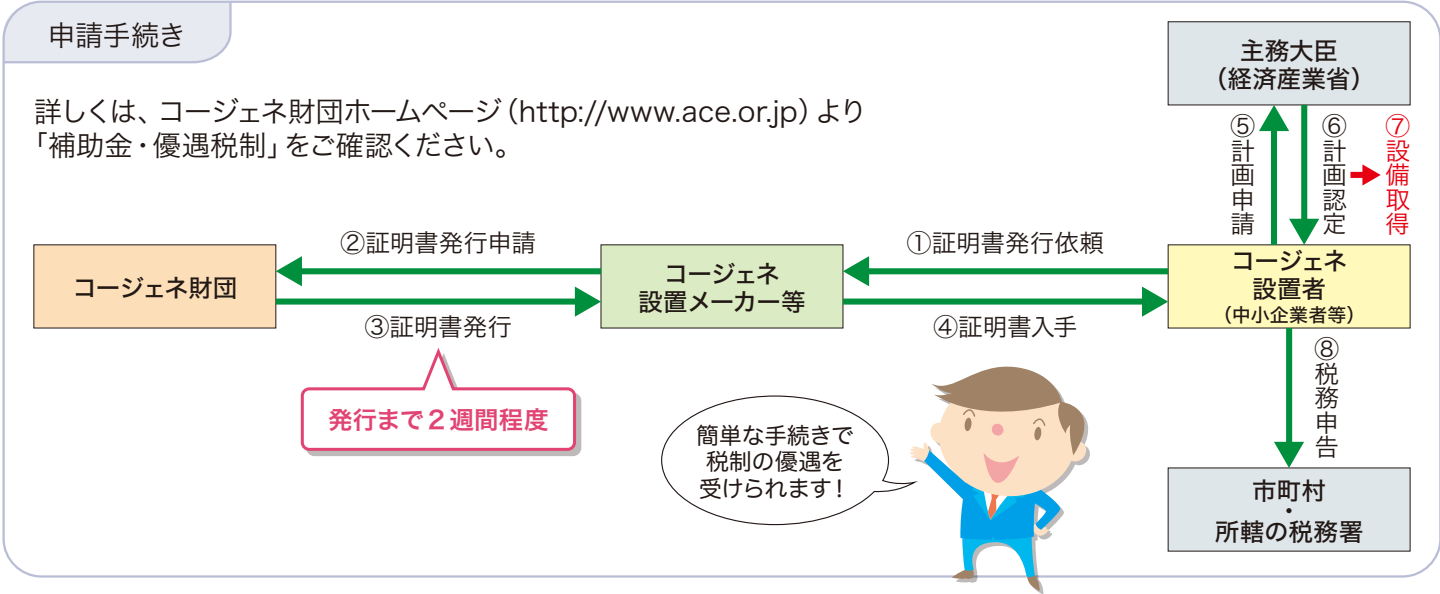 申請手続き
詳しくは、コージェネ財団ホームページ(http://www.ace.or.jp)より
「補助金・優遇税制」をご確認ください。
主務大臣
(経済産業省)
⑤計画申請
⑥計画認定
⑦設備取得
②証明書発行申請
①証明書発行依頼
コージェネ財団
コージェネ
設置メーカー等
コージェネ
設置者
(中小企業者等)
③証明書発行
④証明書入手
発行まで2週間程度
簡単な手続きで
税制の優遇を
受けられます!
⑧税務申告
市町村
・
所轄の税務署